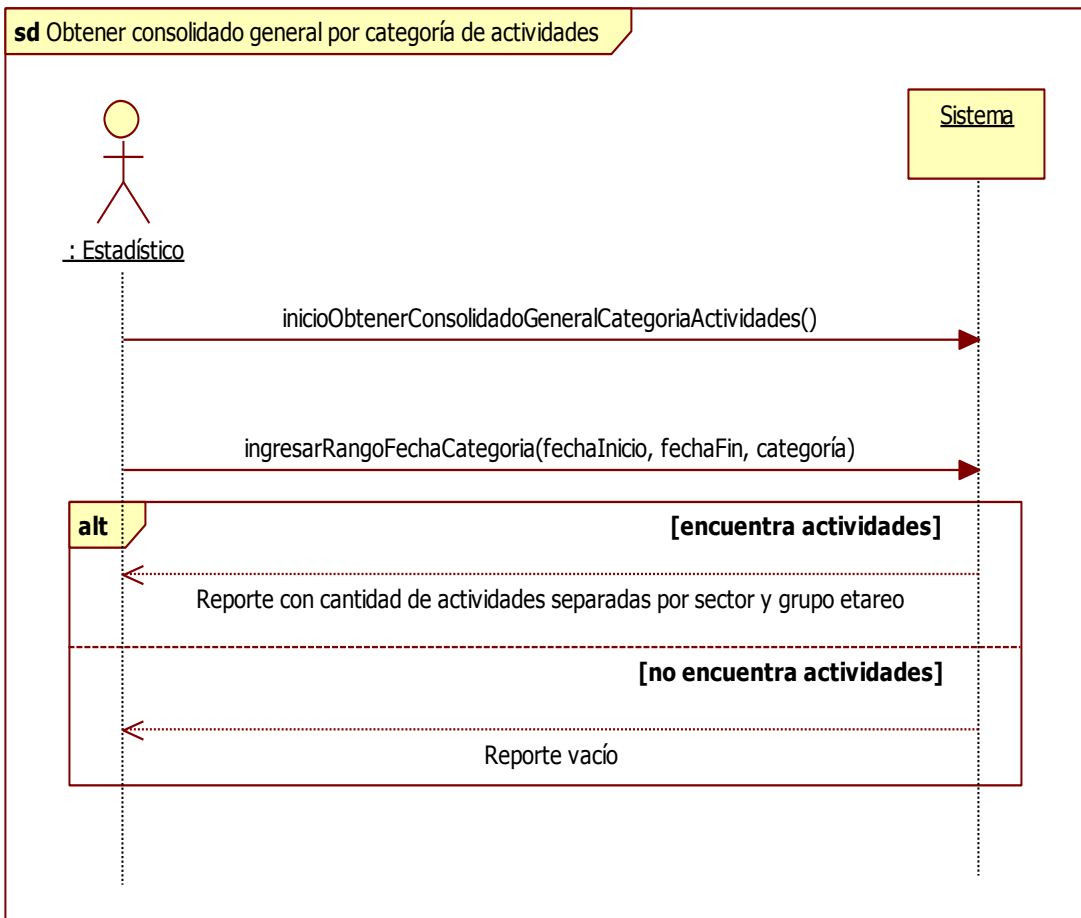 sd Obtener consolidado general por categoría de actividades
Sistema
: Estadístico
inicioObtenerConsolidadoGeneralCategoriaActividades()
ingresarRangoFechaCategoria(fechaInicio, fechaFin, categoría)
alt
[encuentra actividades]
Reporte con cantidad de actividades separadas por sector y grupo etareo
[no encuentra actividades]
Reporte vacío